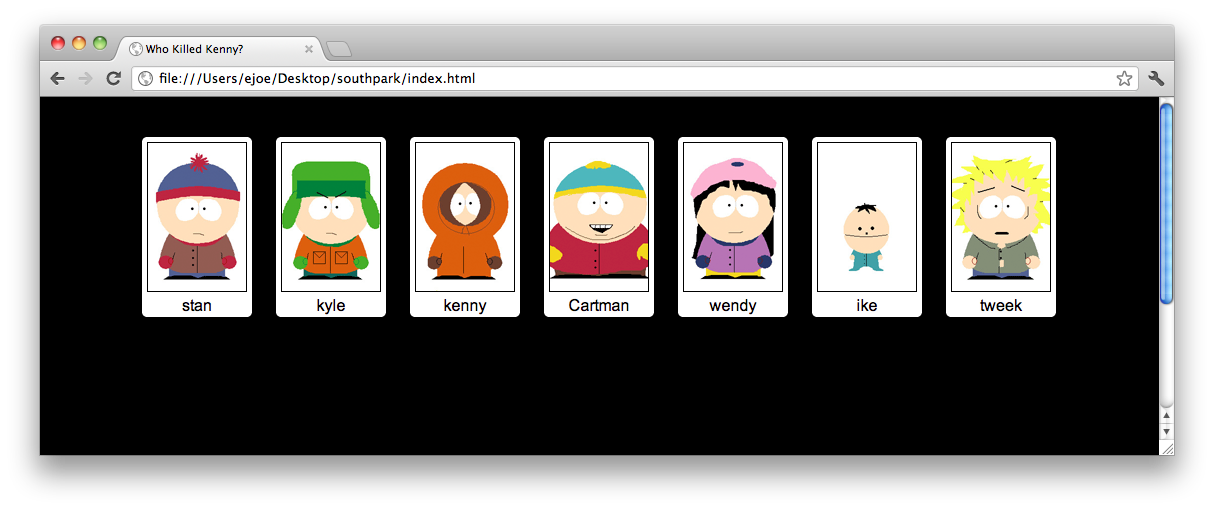 Who Killed Kenny?
file:///Users/ejoe/Desktop/southpark/index.html
stan kyle kenny Cartman wendy ike tweek